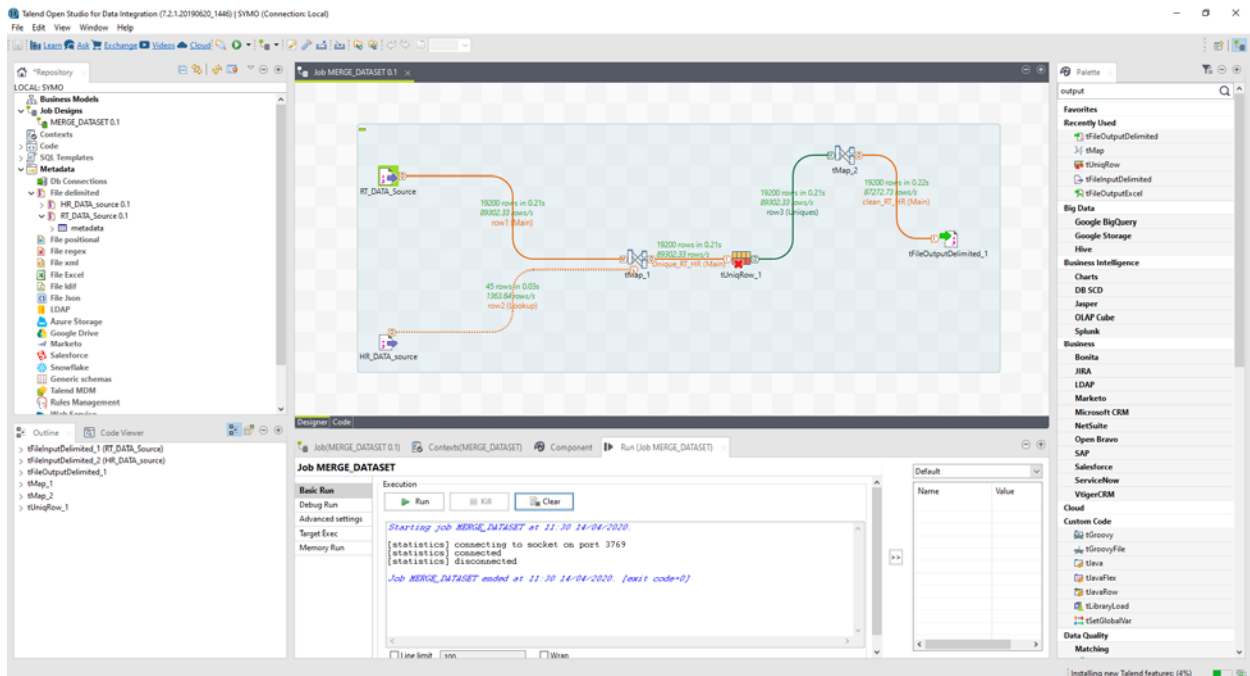 Talend Open Studio for Data Integration (7.2.1.20190620_1446) | SYMO (Connection: Local)
File Edit View Window Help
Learn Ask Exchange Videos Cloud
*Repository
LOCAL: SYMO
Business Models
Job Designs
MERGE_DATASET 0.1
Contexts
Code
SQL Templates
Metadata
Db Connections
File delimited
HR_DATA_source 0.1
RT_DATA_Source 0.1
metadata
File positional
File regex
File xml
File Excel
File ldif
File Json
LDAP
Azure Storage
Google Drive
Marketo
Salesforce
Snowflake
Generic schemas
Talend MDM
Rules Management
Web Service
Outline Code Viewer
tFileInputDelimited_1 (RT_DATA_Source)
tFileInputDelimited_2 (HR_DATA_source)
tFileOutputDelimited_1
tMap_1
tMap_2
tUniqRow_1
Job MERGE_DATASET 0.1
RT_DATA_Source
19200 rows in 0.21s
89302.33 rows/s
row1 (Main)
45 rows in 0.03s
1363.64 rows/s
row2 (Lookup)
HR_DATA_source
tMap_1
19200 rows in 0.21s
89302.33 rows/s
Unique_RT_HR (Main)
tUniqRow_1
19200 rows in 0.21s
89302.33 rows/s
row3 (Uniques)
tMap_2
19200 rows in 0.22s
87272.73 rows/s
clean_RT_HR (Main)
tFileOutputDelimited_1
Designer Code
Job(MERGE_DATASET 0.1) Contexts(MERGE_DATASET) Component Run (Job MERGE_DATASET)
Job MERGE_DATASET
Basic Run
Debug Run
Advanced settings
Target Exec
Memory Run
Execution
Run Kill Clear
Starting job MERGE_DATASET at 11:30 14/04/2020.
[statistics] connecting to socket on port 3769
[statistics] connected
[statistics] disconnected
Job MERGE_DATASET ended at 11:30 14/04/2020. [exit code=0]
Line limit 100 Wrap
>>
Default
Name Value
Palette
output
Favorites
Recently Used
tFileOutputDelimited
tMap
tUniqRow
tFileInputDelimited
tFileOutputExcel
Big Data
Google BigQuery
Google Storage
Hive
Business Intelligence
Charts
DB SCD
Jasper
OLAP Cube
Splunk
Business
Bonita
JIRA
LDAP
Marketo
Microsoft CRM
NetSuite
Open Bravo
SAP
Salesforce
ServiceNow
VtigerCRM
Cloud
Custom Code
tGroovy
tGroovyFile
tJava
tJavaFlex
tJavaRow
tLibraryLoad
tSetGlobalVar
Data Quality
Matching
Installing new Talend features: (4%)